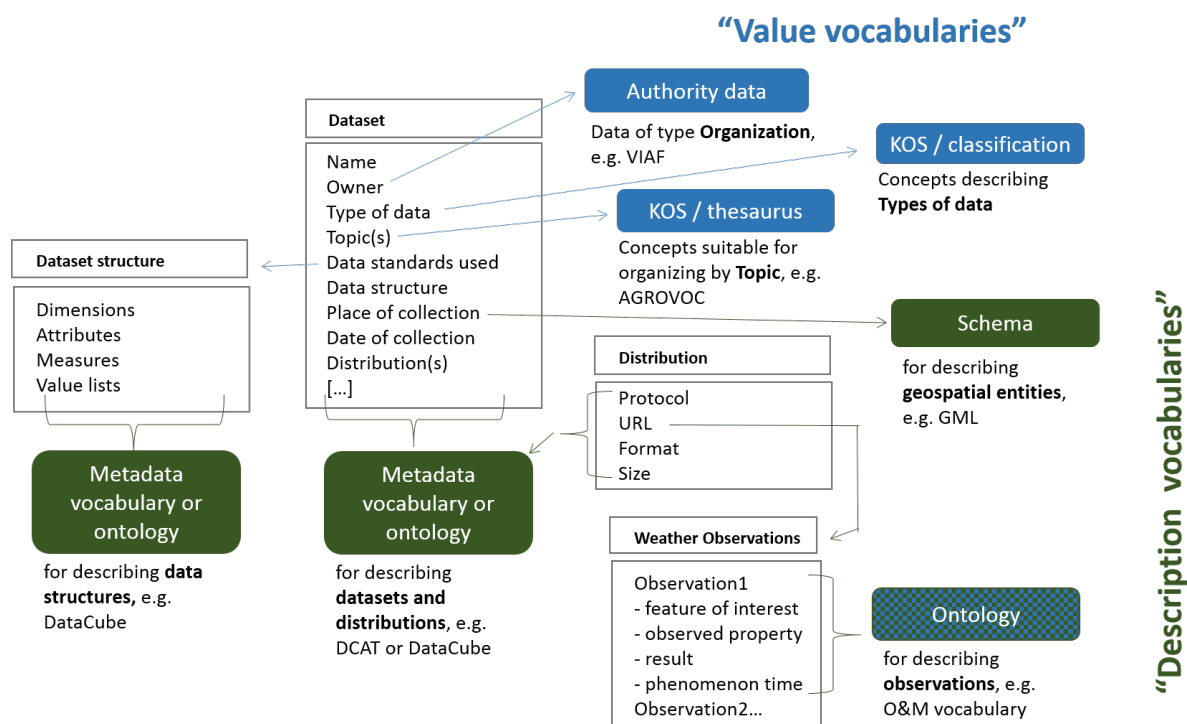 “Value vocabularies”
Authority data
Data of type Organization,
e.g. VIAF
KOS / classification
Concepts describing
Types of data
Dataset
Name
Owner
Type of data
Topic(s)
Data standards used
Data structure
Place of collection
Date of collection
Distribution(s)
[...]
KOS / thesaurus
Concepts suitable for
organizing by Topic, e.g.
AGROVOC
Dataset structure
Dimensions
Attributes
Measures
Value lists
Schema
for describing
geospatial entities,
e.g. GML
Distribution
Protocol
URL
Format
Size
Metadata
vocabulary or
ontology
for describing data
structures, e.g.
DataCube
Metadata
vocabulary or
ontology
for describing
datasets and
distributions, e.g.
DCAT or DataCube
Weather Observations
Observation1
- feature of interest
- observed property
- result
- phenomenon time
Observation2...
Ontology
for describing
observations, e.g.
O&M vocabulary
“Description vocabularies”